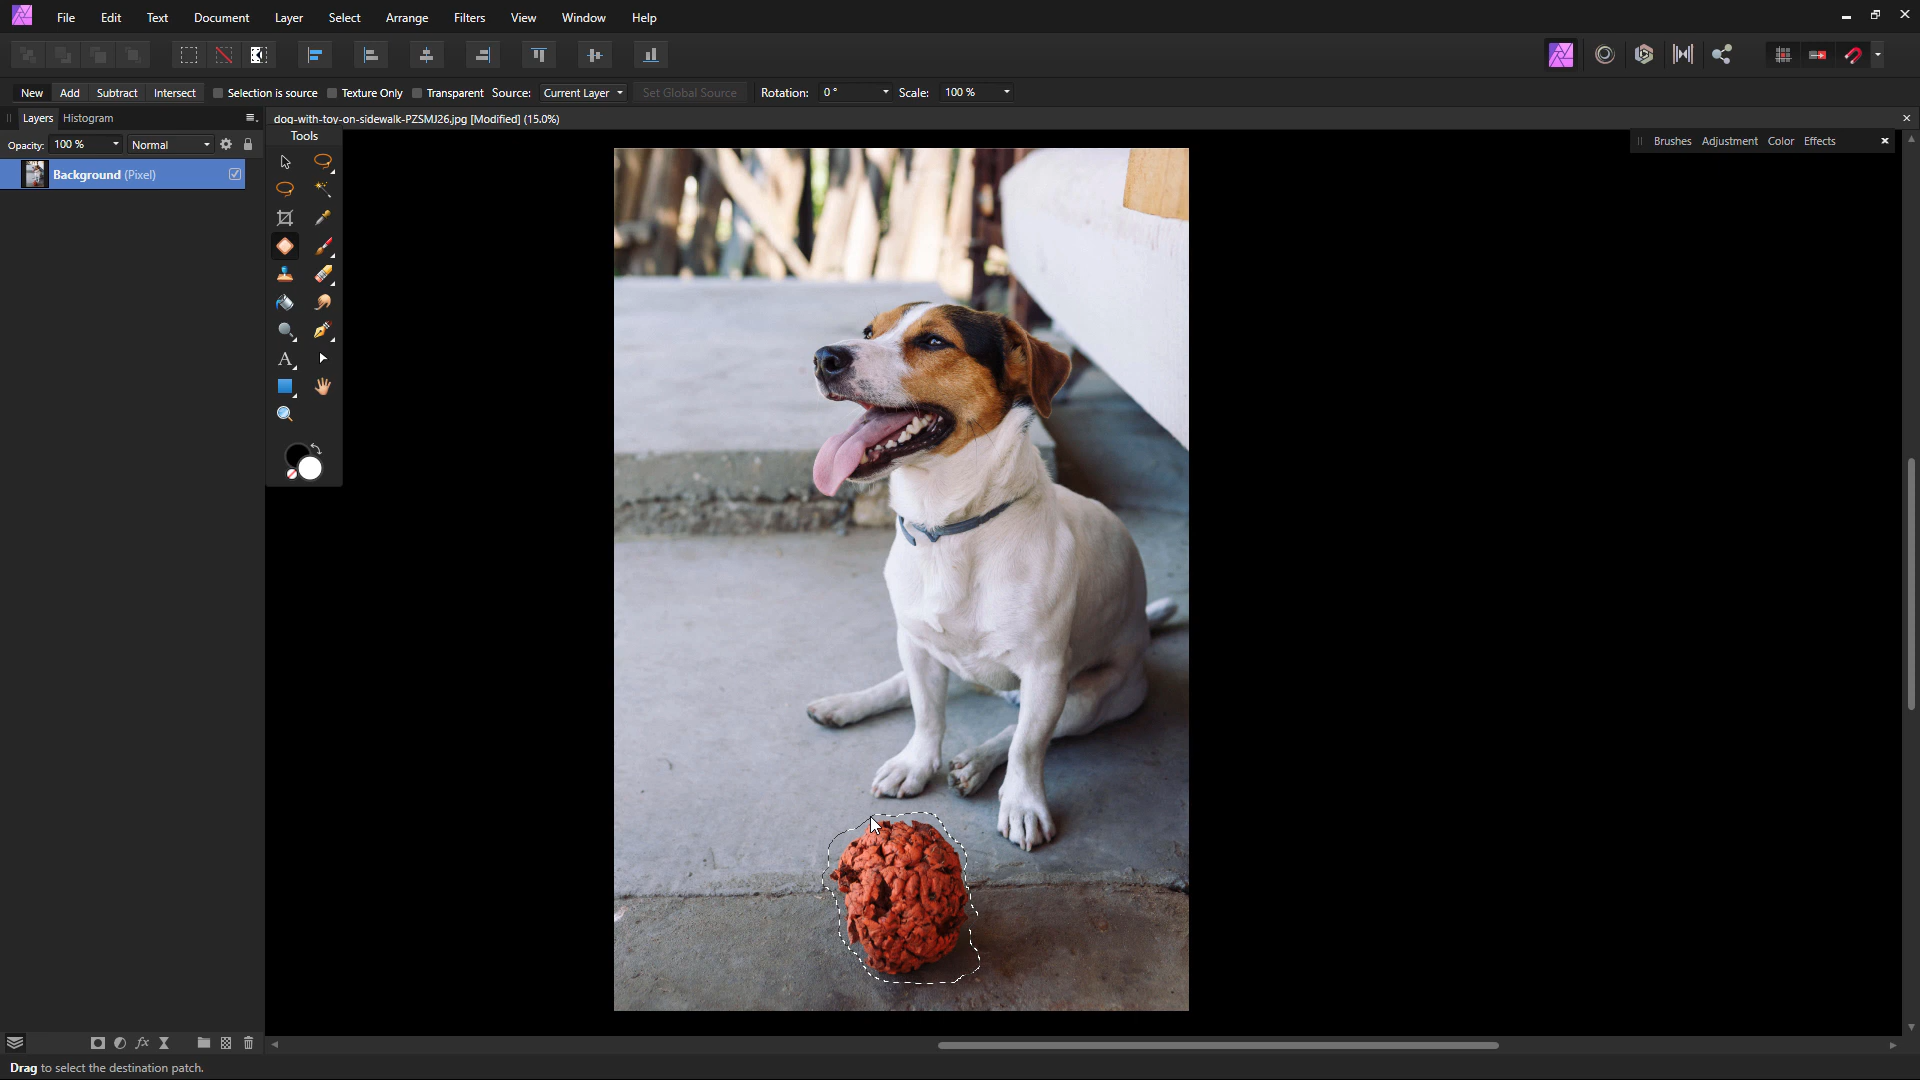 File Edit Text Document Layer Select Arrange Filters View Window Help
New Add Subtract Intersect Selection is source Texture Only Transparent Source: Current Layer Set Global Source Rotation: 0 ° Scale: 100 %
Layers Histogram
dog-with-toy-on-sidewalk-PZSMJ26.jpg [Modified] (15.0%)
Tools
Opacity: 100 % Normal
Brushes Adjustment Color Effects
Background (Pixel)
Drag to select the destination patch.